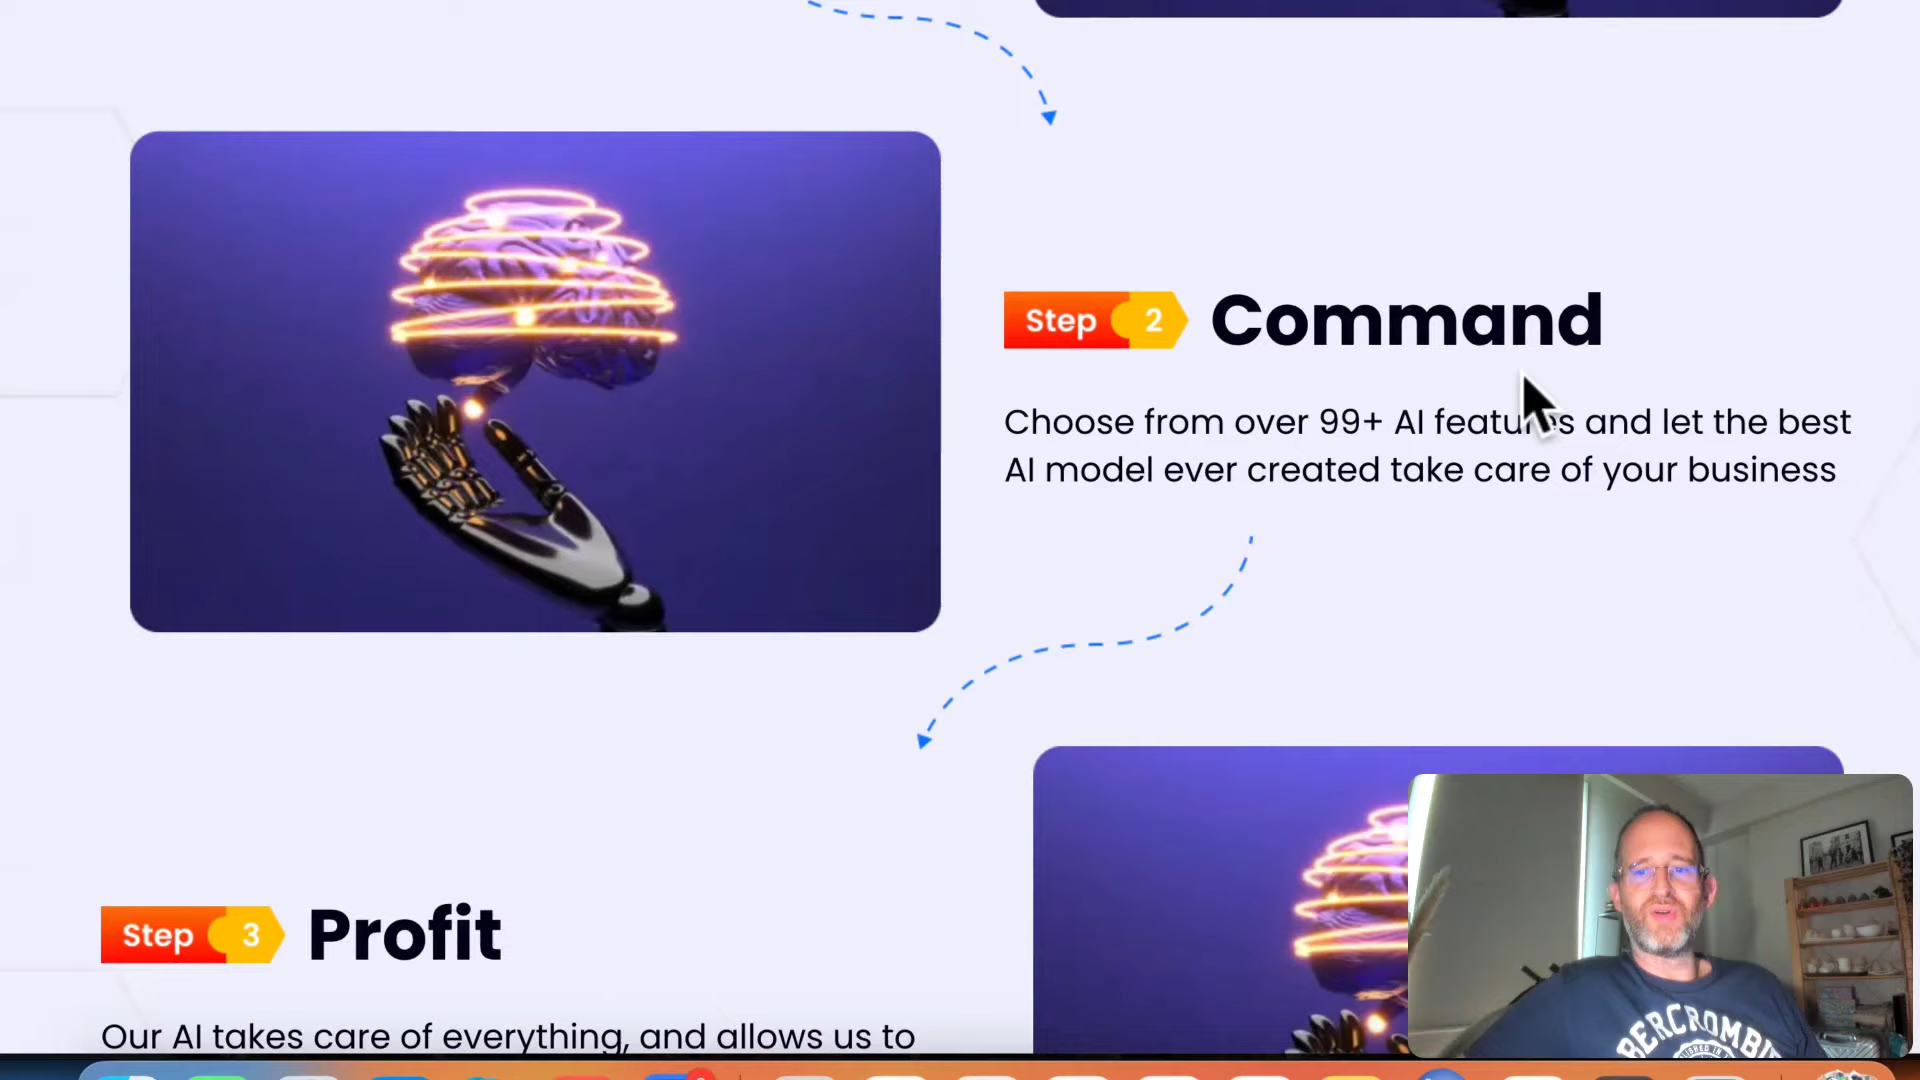 Step 2 Command
Choose from over 99+ AI features and let the best
AI model ever created take care of your business
Step 3 Profit
Our AI takes care of everything, and allows us to